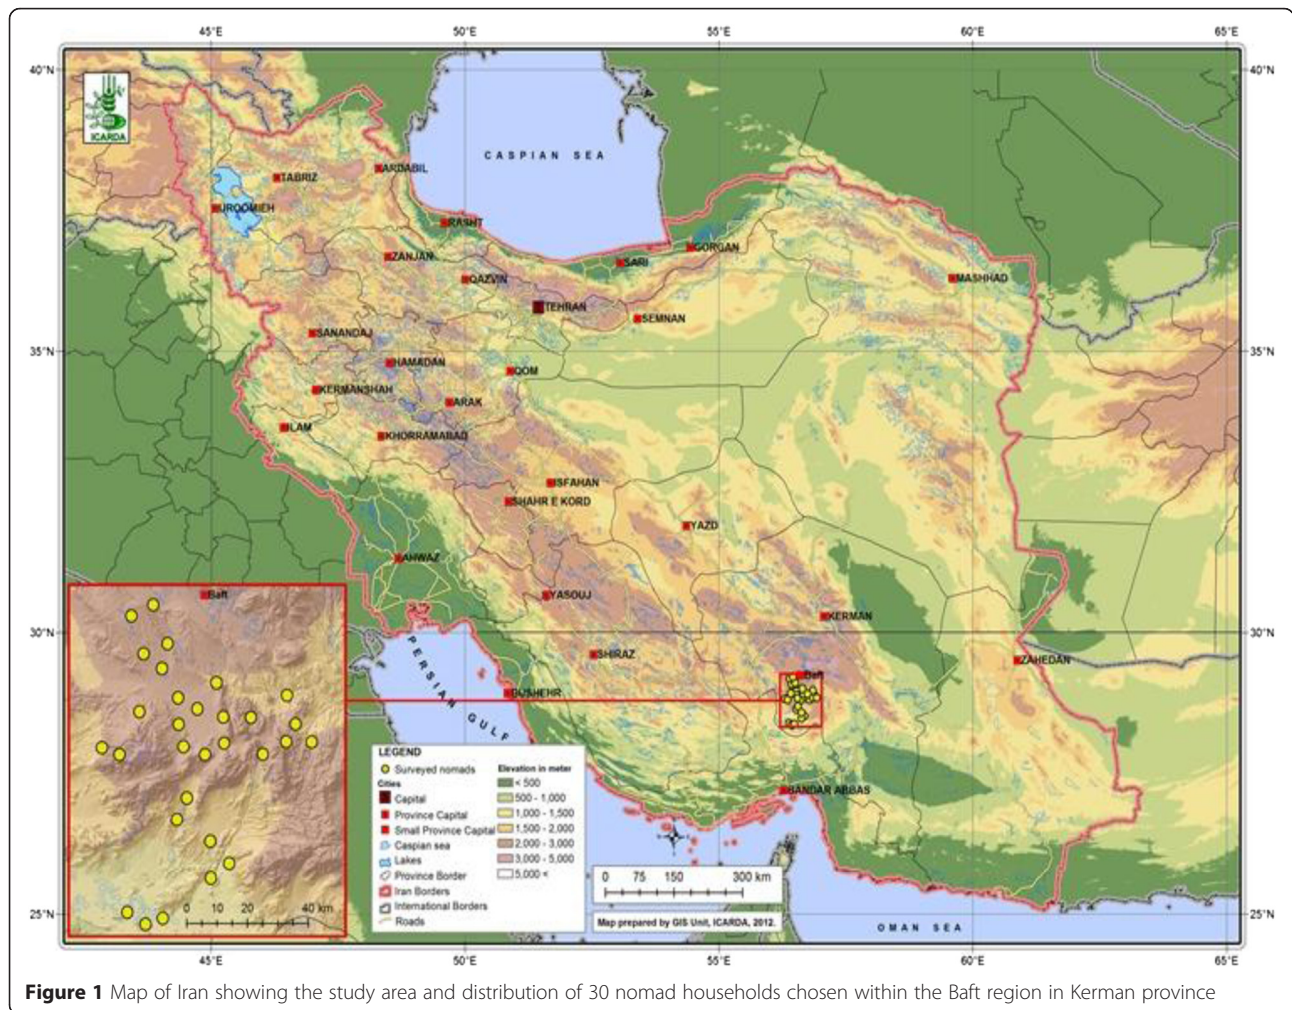 45°E 50°E 55°E 60°E 65°E
40°N 40°N
ICARDA
CASPIAN SEA
ARDABIL
TABRIZ
UROOMIEH
RASHT
GORGAN
ZANJAN
SARI
QAZVIN
MASHHAD
TEHRAN
SEMNAN
SANANDAJ
35°N 35°N
HAMADAN
QOM
KERMANSHAH
ARAK
ILAM
KHORRAMABAD
ISFAHAN
SHAHR E KORD
YAZD
AHWAZ
Baft
YASOUJ
KERMAN
30°N 30°N
SHIRAZ
ZAHEDAN
Baft
BUSHEHR
PERSIAN GULF
BANDAR ABBAS
LEGEND
Surveyed nomads
Cities
Capital
Province Capital
Small Province Capital
Caspian sea
Lakes
Province Border
Iran Borders
International Borders
Roads
Elevation in meter
< 500
500 - 1,000
1,000 - 1,500
1,500 - 2,000
2,000 - 3,000
3,000 - 5,000
5,000 <
0 75 150 300 km
Map prepared by GIS Unit, ICARDA, 2012.
0 10 20 40 km
25°N 25°N
OMAN SEA
45°E 50°E 55°E 60°E 65°E
Figure 1 Map of Iran showing the study area and distribution of 30 nomad households chosen within the Baft region in Kerman province